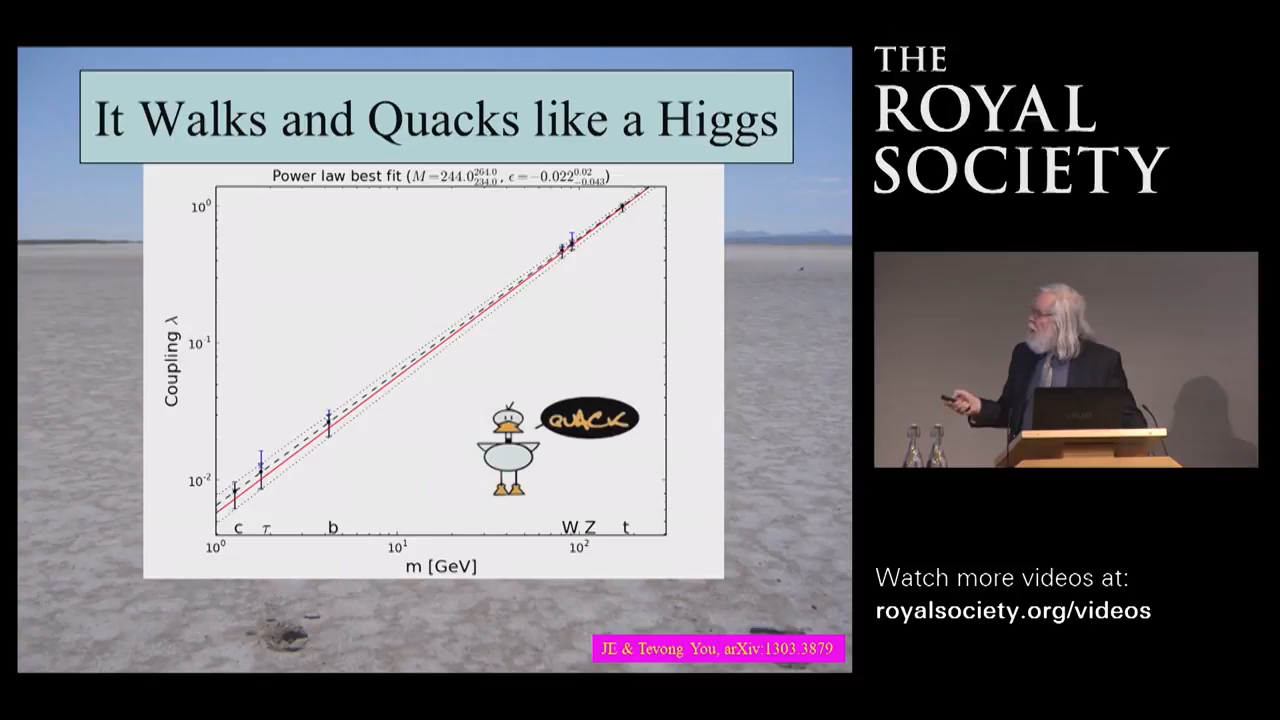 It Walks and Quacks like a Higgs
Power law best fit (M=244.0^{264.0}_{234.0}, ϵ=−0.022^{0.02}_{−0.043})
10^0
10^{-1}
10^{-2}
Coupling λ
QUACK
c τ b W Z t
10^0 10^1 10^2
m [GeV]
JE & Tevong You, arXiv:1303.3879
THE
ROYAL
SOCIETY
Watch more videos at:
royalsociety.org/videos